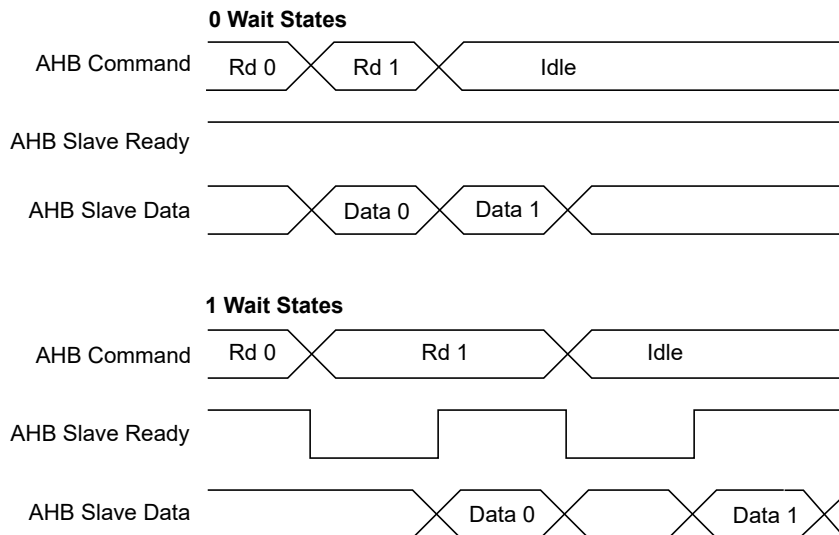 0 Wait States
AHB Command Rd 0 Rd 1 Idle
AHB Slave Ready
AHB Slave Data Data 0 Data 1
1 Wait States
AHB Command Rd 0 Rd 1 Idle
AHB Slave Ready
AHB Slave Data Data 0 Data 1